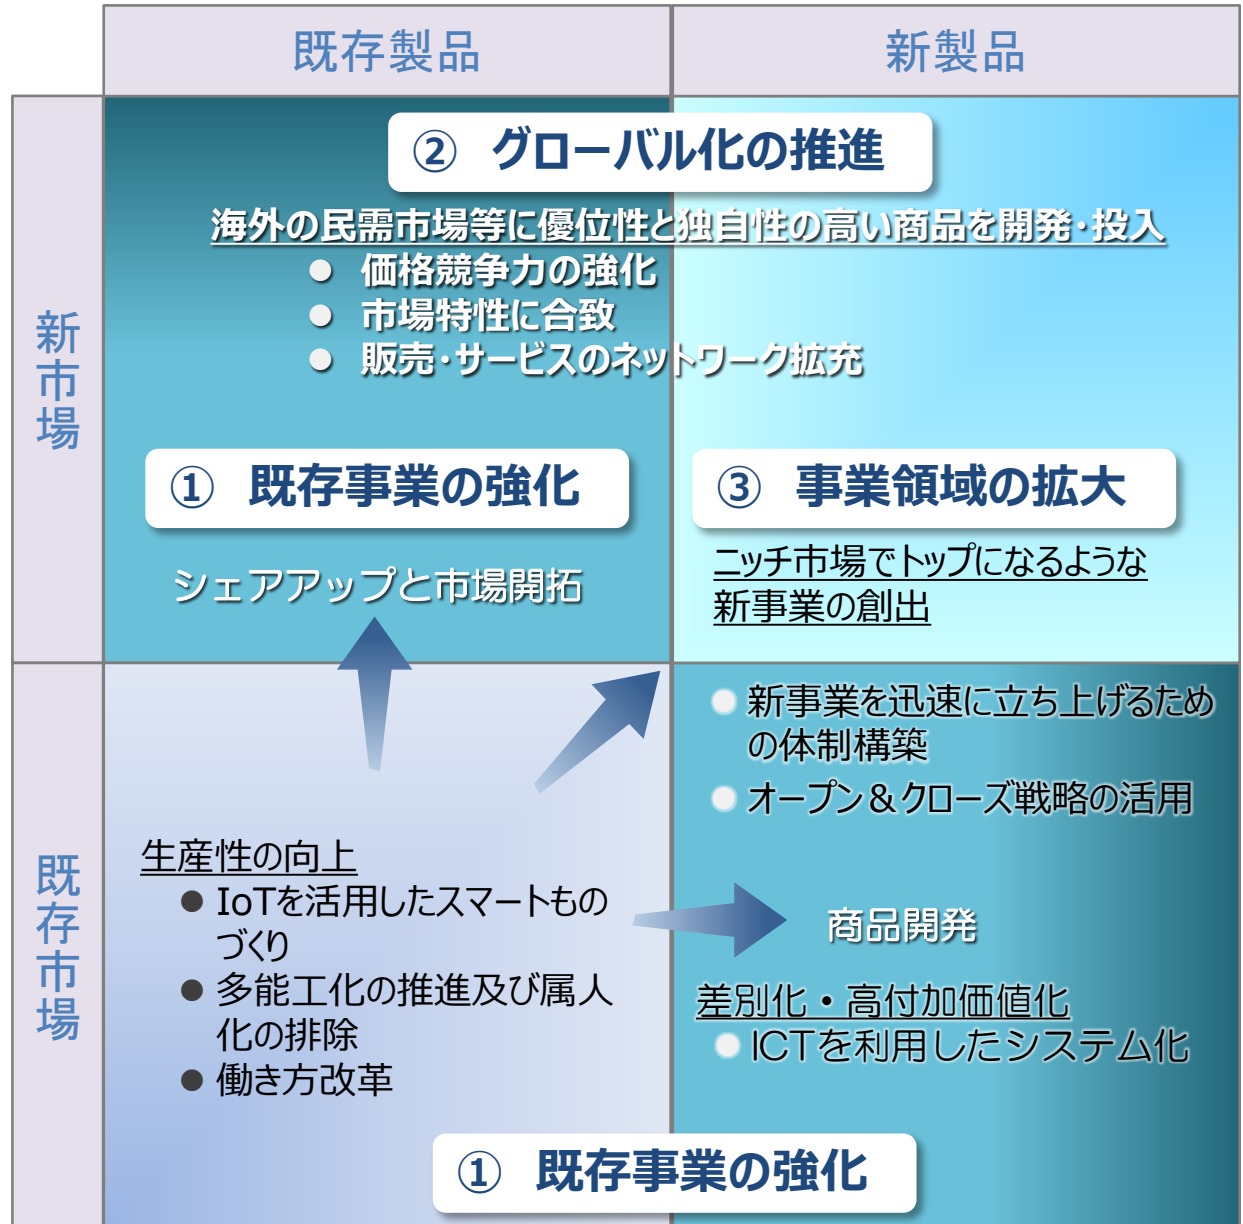 既存製品
新製品
新市場
② グローバル化の推進
海外の民需市場等に優位性と独自性の高い商品を開発・投入
● 価格競争力の強化
● 市場特性に合致
● 販売・サービスのネットワーク拡充
① 既存事業の強化
シェアアップと市場開拓
③ 事業領域の拡大
ニッチ市場でトップになるような
新事業の創出
● 新事業を迅速に立ち上げるため
の体制構築
● オープン＆クローズ戦略の活用
既存市場
生産性の向上
● IoTを活用したスマートもの
づくり
● 多能工化の推進及び属人
化の排除
● 働き方改革
商品開発
差別化・高付加価値化
● ICTを利用したシステム化
① 既存事業の強化